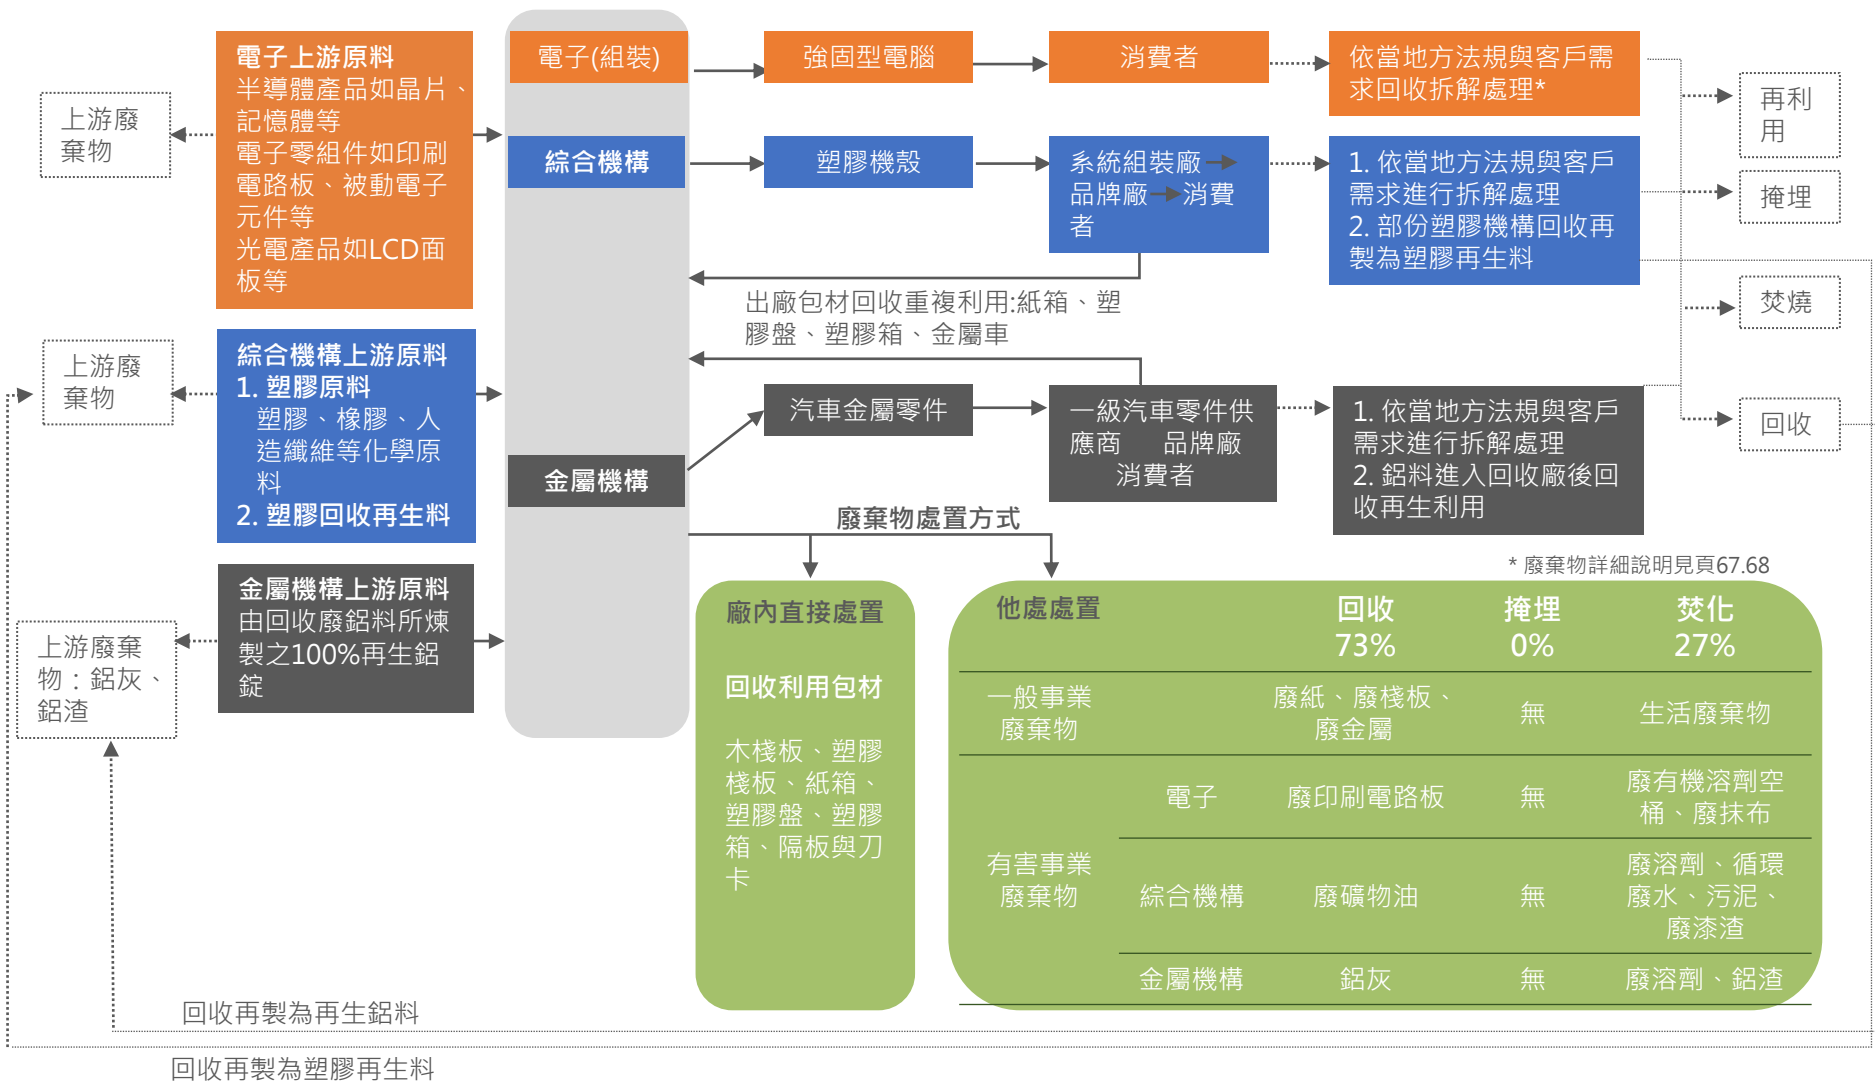 電子上游原料
半導體產品如晶片、
記憶體等
電子零組件如印刷
電路板、被動電子
元件等
光電產品如LCD面
板等
上游廢
棄物
電子(組裝)
強固型電腦
消費者
依當地方法規與客戶需
求回收拆解處理*
再利
用
綜合機構
塑膠機殼
系統組裝廠
品牌廠 消費
者
1. 依當地方法規與客戶
需求進行拆解處理
2. 部份塑膠機構回收再
製為塑膠再生料
掩埋
焚燒
回收
出廠包材回收重複利用:紙箱、塑
膠盤、塑膠箱、金屬車
上游廢
棄物
綜合機構上游原料
1. 塑膠原料
塑膠、橡膠、人
造纖維等化學原
料
2. 塑膠回收再生料
金屬機構
汽車金屬零件
一級汽車零件供
應商 品牌廠
消費者
1. 依當地方法規與客戶
需求進行拆解處理
2. 鋁料進入回收廠後回
收再生利用
廢棄物處置方式
* 廢棄物詳細說明見頁67.68
上游廢棄
物：鋁灰、
鋁渣
金屬機構上游原料
由回收廢鋁料所煉
製之100%再生鋁
錠
廠內直接處置
回收利用包材
木棧板、塑膠
棧板、紙箱、
塑膠盤、塑膠
箱、隔板與刀
卡
他處處置
回收
73%
掩埋
0%
焚化
27%
一般事業
廢棄物
廢紙、廢棧板、
廢金屬
無
生活廢棄物
有害事業
廢棄物
電子
廢印刷電路板
無
廢有機溶劑空
桶、廢抹布
綜合機構
廢礦物油
無
廢溶劑、循環
廢水、污泥、
廢漆渣
金屬機構
鋁灰
無
廢溶劑、鋁渣
回收再製為再生鋁料
回收再製為塑膠再生料